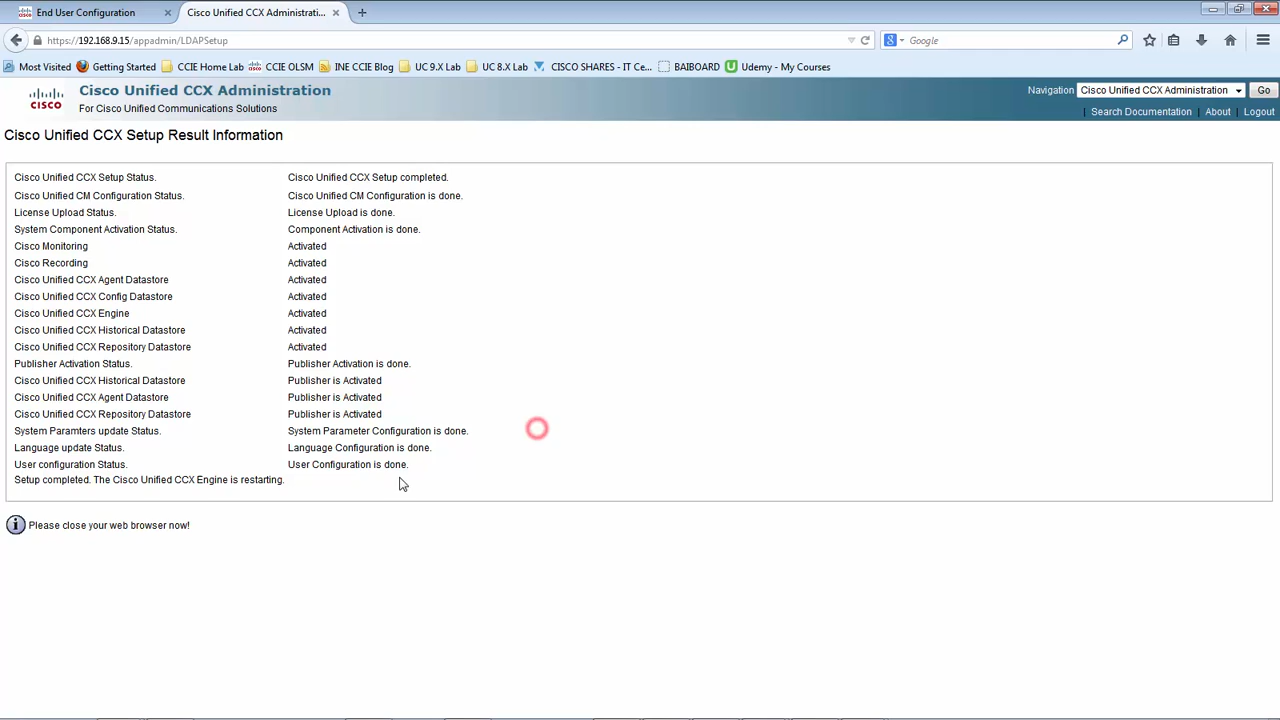 End User Configuration
Cisco Unified CCX Administrati...
https://192.168.9.15/appadmin/LDAPSetup
Google
Most Visited
Getting Started
CCIE Home Lab
CCIE OLSM
INE CCIE Blog
UC 9.X Lab
UC 8.X Lab
CISCO SHARES - IT Ce...
BAIBOARD
Udemy - My Courses
CISCO
Cisco Unified CCX Administration
For Cisco Unified Communications Solutions
Navigation Cisco Unified CCX Administration Go
Search Documentation | About | Logout
Cisco Unified CCX Setup Result Information
Cisco Unified CCX Setup Status. Cisco Unified CCX Setup completed.
Cisco Unified CM Configuration Status. Cisco Unified CM Configuration is done.
License Upload Status. License Upload is done.
System Component Activation Status. Component Activation is done.
Cisco Monitoring Activated
Cisco Recording Activated
Cisco Unified CCX Agent Datastore Activated
Cisco Unified CCX Config Datastore Activated
Cisco Unified CCX Engine Activated
Cisco Unified CCX Historical Datastore Activated
Cisco Unified CCX Repository Datastore Activated
Publisher Activation Status. Publisher Activation is done.
Cisco Unified CCX Historical Datastore Publisher is Activated
Cisco Unified CCX Agent Datastore Publisher is Activated
Cisco Unified CCX Repository Datastore Publisher is Activated
System Paramters update Status. System Parameter Configuration is done.
Language update Status. Language Configuration is done.
User configuration Status. User Configuration is done.
Setup completed. The Cisco Unified CCX Engine is restarting.
Please close your web browser now!